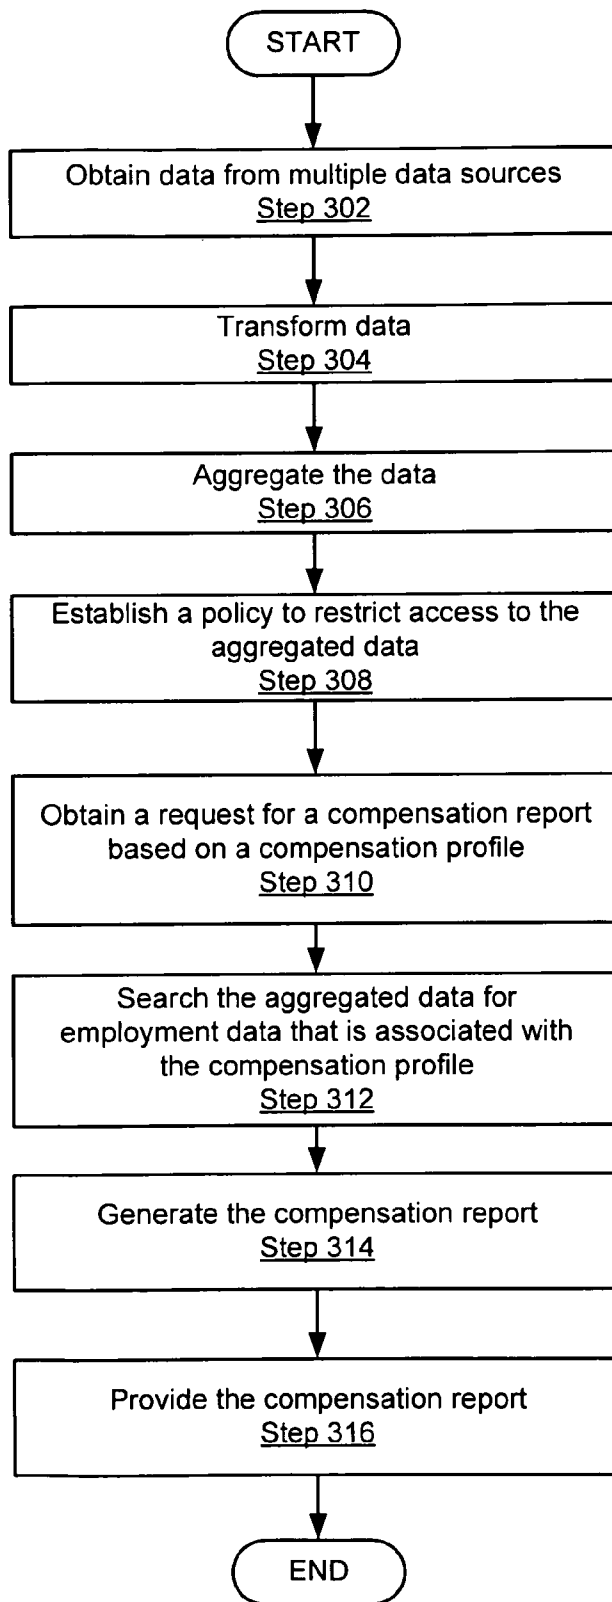 START
Obtain data from multiple data sources
Step 302
Transform data
Step 304
Aggregate the data
Step 306
Establish a policy to restrict access to the
aggregated data
Step 308
Obtain a request for a compensation report
based on a compensation profile
Step 310
Search the aggregated data for
employment data that is associated with
the compensation profile
Step 312
Generate the compensation report
Step 314
Provide the compensation report
Step 316
END